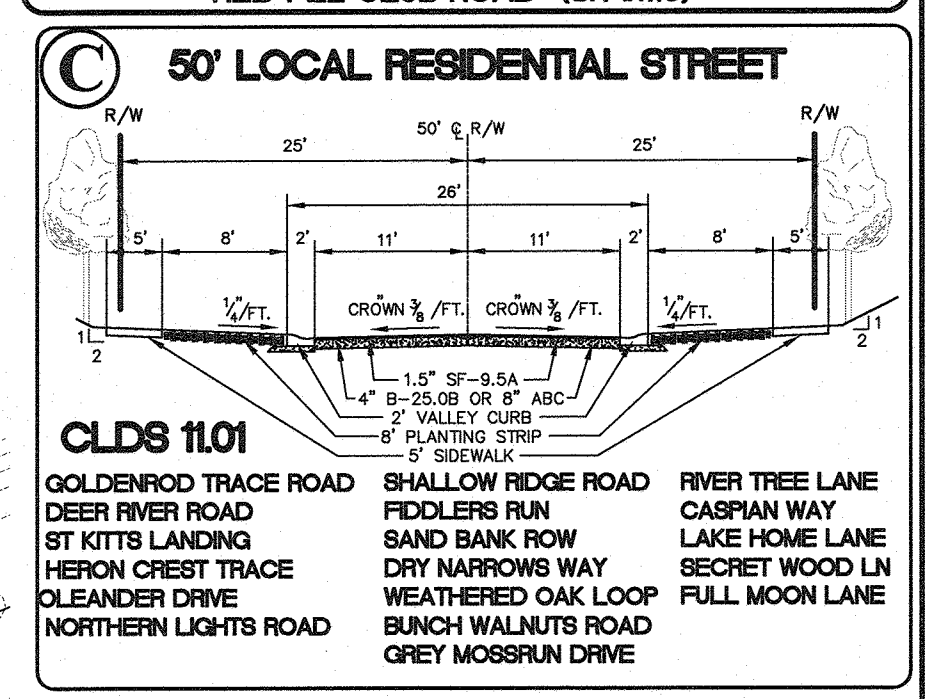 C
50' LOCAL RESIDENTIAL STREET
R/W
50' ℄ R/W
R/W
25'
25'
26'
5'
8'
2'
11'
11'
2'
8'
5'
1/4"/FT.
CROWN 3/8"/FT.
CROWN 3/8"/FT.
1/4"/FT.
1
2
1
2
1.5" SF-9.5A
4" B-25.0B OR 8" ABC
2' VALLEY CURB
8' PLANTING STRIP
5' SIDEWALK
CLDS 11.01
GOLDENROD TRACE ROAD
DEER RIVER ROAD
ST KITTS LANDING
HERON CREST TRACE
OLEANDER DRIVE
NORTHERN LIGHTS ROAD
SHALLOW RIDGE ROAD
FIDDLERS RUN
SAND BANK ROW
DRY NARROWS WAY
WEATHERED OAK LOOP
BUNCH WALNUTS ROAD
GREY MOSSRUN DRIVE
RIVER TREE LANE
CASPIAN WAY
LAKE HOME LANE
SECRET WOOD LN
FULL MOON LANE